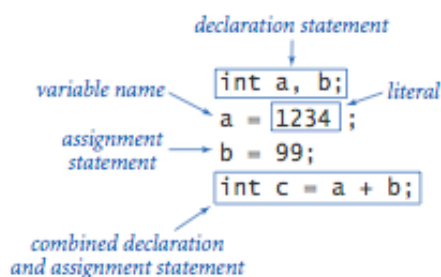 declaration statement
int a, b;
variable name
literal
a = 1234 ;
assignment
statement
b = 99;
int c = a + b;
combined declaration
and assignment statement